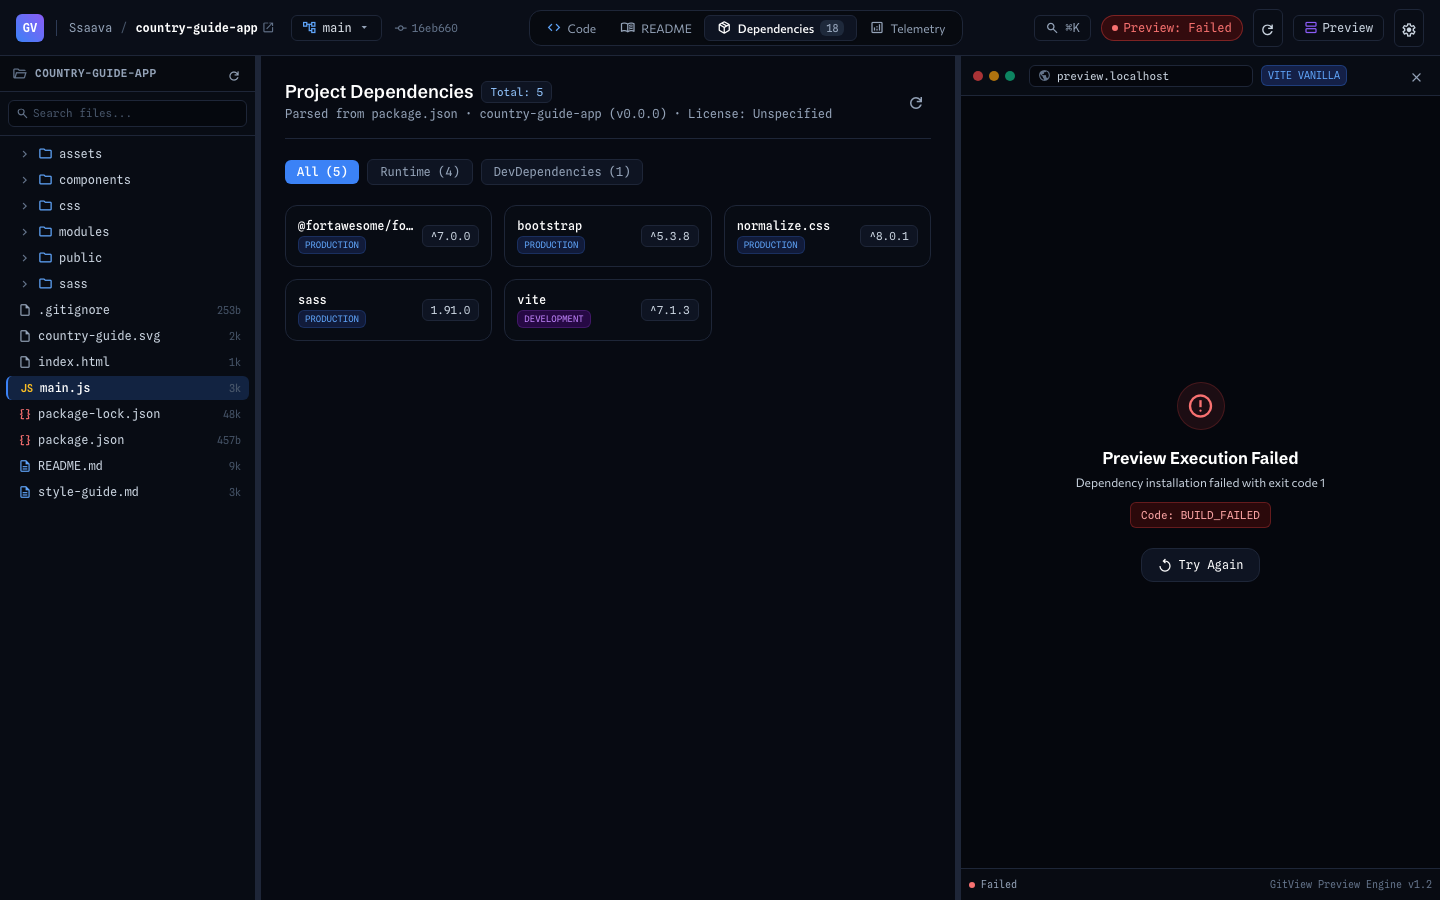 GV Ssaava / country-guide-app main 16eb660 Code README Dependencies 18 Telemetry ⌘K Preview: Failed Preview
COUNTRY-GUIDE-APP
Search files...
assets
components
css
modules
public
sass
.gitignore 253b
country-guide.svg 2k
index.html 1k
JS main.js 3k
{} package-lock.json 48k
{} package.json 457b
README.md 9k
style-guide.md 3k
Project Dependencies Total: 5
Parsed from package.json • country-guide-app (v0.0.0) • License: Unspecified
All (5) Runtime (4) DevDependencies (1)
@fortawesome/fo… ^7.0.0
PRODUCTION
bootstrap ^5.3.8
PRODUCTION
normalize.css ^8.0.1
PRODUCTION
sass 1.91.0
PRODUCTION
vite ^7.1.3
DEVELOPMENT
preview.localhost VITE VANILLA
Preview Execution Failed
Dependency installation failed with exit code 1
Code: BUILD_FAILED
Try Again
Failed GitView Preview Engine v1.2